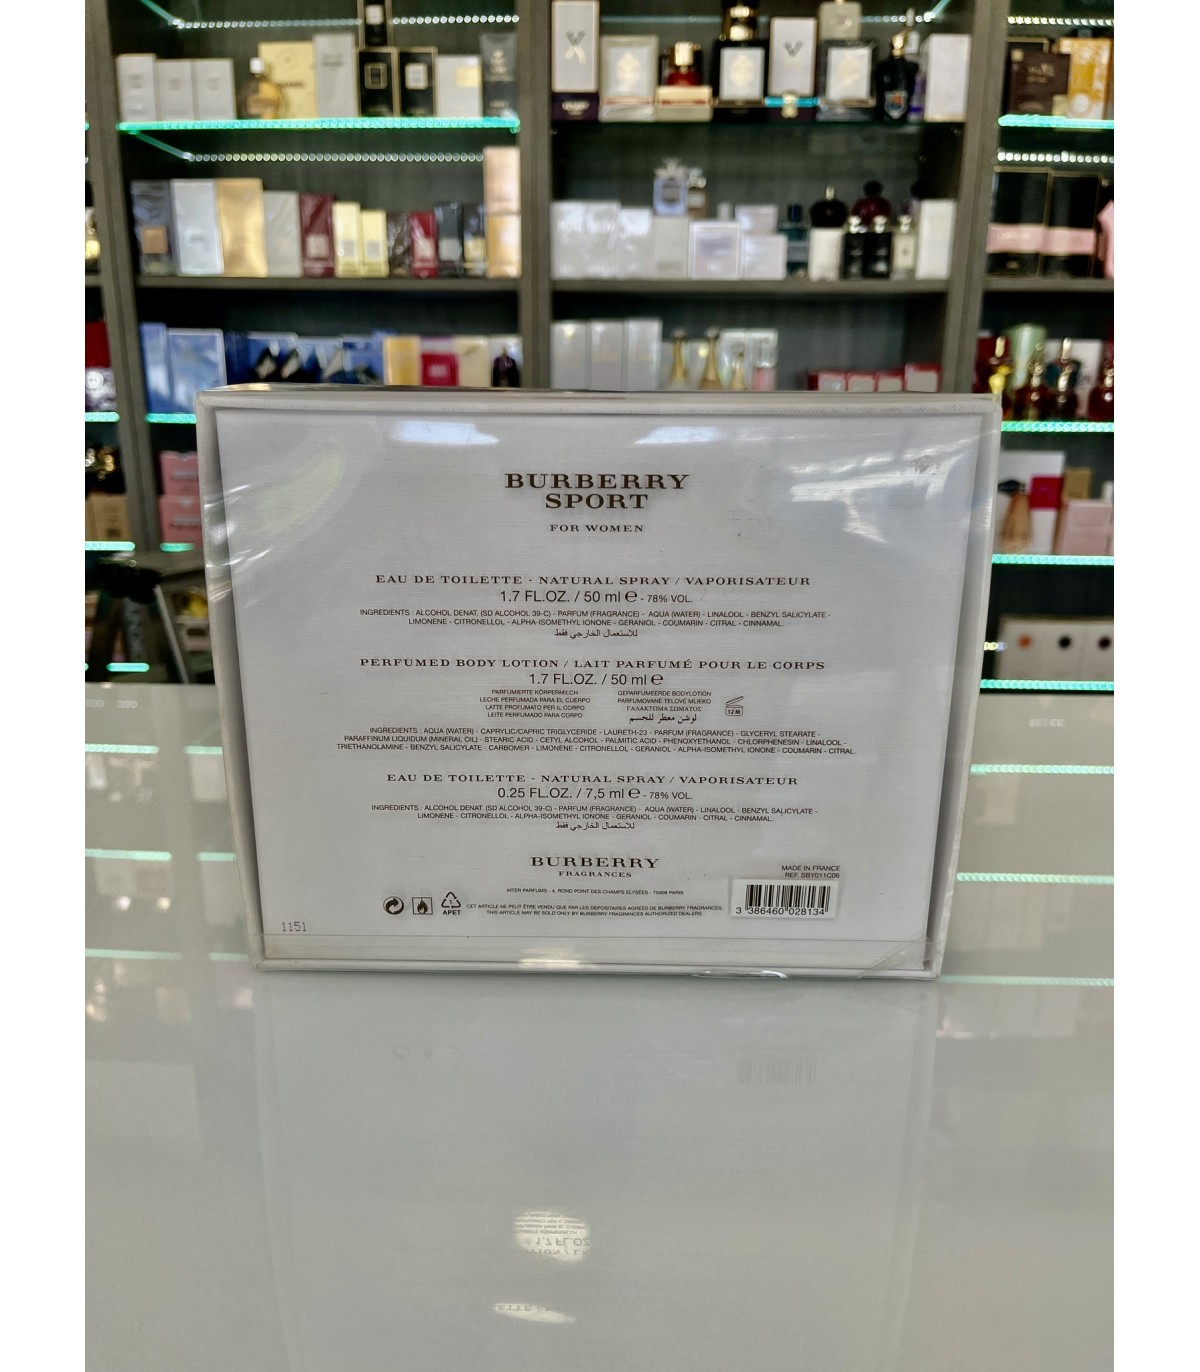 BURBERRY
SPORT
FOR WOMEN
EAU DE TOILETTE - NATURAL SPRAY / VAPORISATEUR
1.7 FL.OZ. / 50 ml ℮ - 78% VOL.
INGREDIENTS : ALCOHOL DENAT. (SD ALCOHOL 39-C) - PARFUM (FRAGRANCE) - AQUA (WATER) - LINALOOL - BENZYL SALICYLATE -
LIMONENE - CITRONELLOL - ALPHA-ISOMETHYL IONONE - GERANIOL - COUMARIN - CITRAL - CINNAMAL.
للاستعمال الخارجي فقط
PERFUMED BODY LOTION / LAIT PARFUMÉ POUR LE CORPS
1.7 FL.OZ. / 50 ml ℮
PARFUMIERTE KÖRPERMILCH
LECHE PERFUMADA PARA EL CUERPO
LATTE PROFUMATO PER IL CORPO
LEITE PERFUMADO PARA CORPO
GEPARFUMEERDE BODYLOTION
PARFUMOVANÉ TELOVÉ MLIEKO
ΓΑΛΑΚΤΩΜΑ ΣΩΜΑΤΟΣ
لوشن معطر للجسم
12 M
INGREDIENTS : AQUA (WATER) - CAPRYLIC/CAPRIC TRIGLYCERIDE - LAURETH-23 - PARFUM (FRAGRANCE) - GLYCERYL STEARATE -
PARAFFINUM LIQUIDUM (MINERAL OIL) - STEARIC ACID - CETYL ALCOHOL - PALMITIC ACID - PHENOXYETHANOL - CHLORPHENESIN - LINALOOL -
TRIETHANOLAMINE - BENZYL SALICYLATE - CARBOMER - LIMONENE - CITRONELLOL - GERANIOL - ALPHA-ISOMETHYL IONONE - COUMARIN - CITRAL.
EAU DE TOILETTE - NATURAL SPRAY / VAPORISATEUR
0.25 FL.OZ. / 7,5 ml ℮ - 78% VOL.
INGREDIENTS : ALCOHOL DENAT. (SD ALCOHOL 39-C) - PARFUM (FRAGRANCE) - AQUA (WATER) - LINALOOL - BENZYL SALICYLATE -
LIMONENE - CITRONELLOL - ALPHA-ISOMETHYL IONONE - GERANIOL - COUMARIN - CITRAL - CINNAMAL.
للاستعمال الخارجي فقط
BURBERRY
FRAGRANCES
MADE IN FRANCE
REF. SBY011C06
INTER PARFUMS - 4, ROND POINT DES CHAMPS ELYSÉES - 75008 PARIS
CET ARTICLE NE PEUT ÊTRE VENDU QUE PAR LES DÉPOSITAIRES AGRÉÉS DE BURBERRY FRAGRANCES.
THIS ARTICLE MAY BE SOLD ONLY BY BURBERRY FRAGRANCES AUTHORIZED DEALERS.
1
APET
3 386460 028134
1151